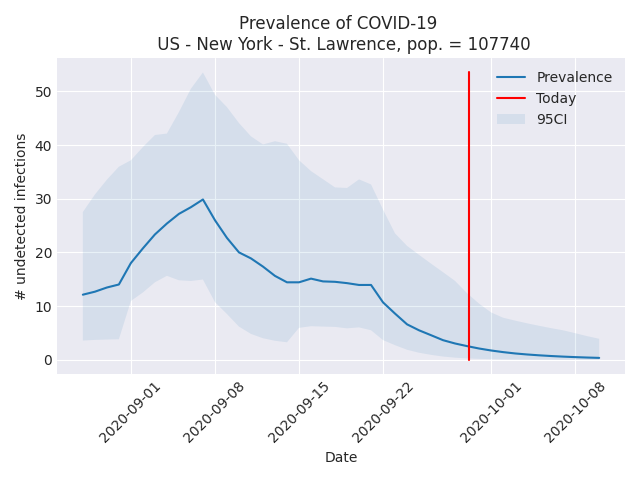 Prevalence of COVID-19
US - New York - St. Lawrence, pop. = 107740
Prevalence
Today
95CI
# undetected infections
50
40
30
20
10
0
2020-09-01
2020-09-08
2020-09-15
2020-09-22
2020-10-01
2020-10-08
Date